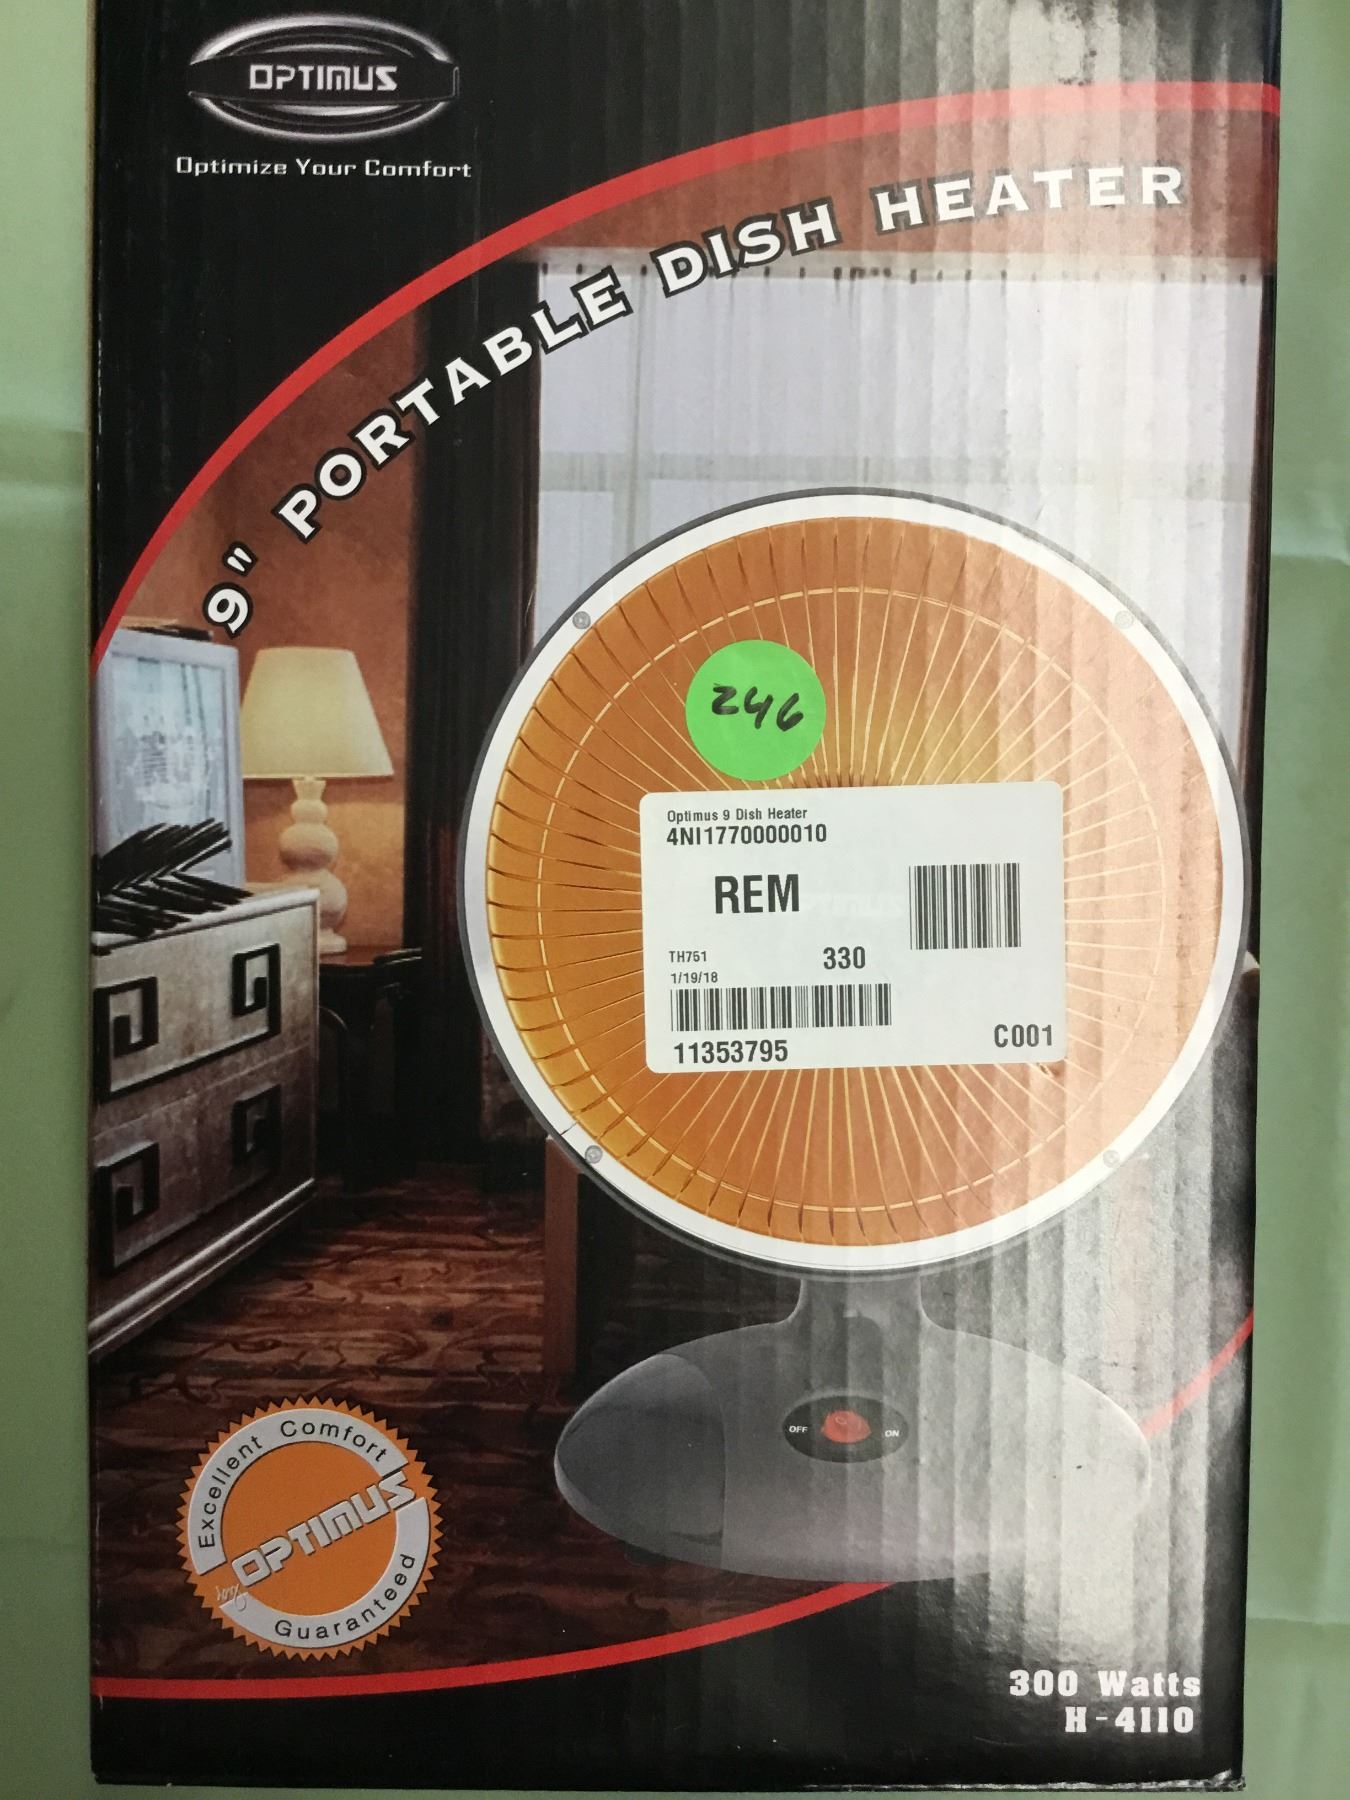 OPTIMUS
Optimize Your Comfort
9" PORTABLE DISH HEATER
246
Optimus 9 Dish Heater
4NI1770000010
REM
TH751
330
1/19/18
11353795
C001
OFF
ON
Excellent Comfort
OPTIMUS
Guaranteed
300 Watts
H-4110